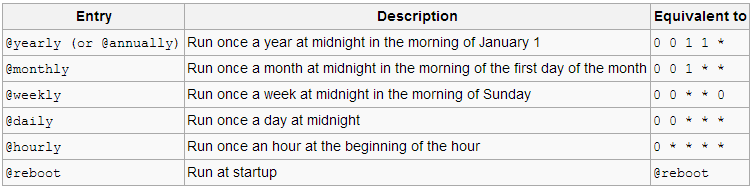 Entry Description Equivalent to
@yearly (or @annually) Run once a year at midnight in the morning of January 1 0 0 1 1 *
@monthly Run once a month at midnight in the morning of the first day of the month 0 0 1 * *
@weekly Run once a week at midnight in the morning of Sunday 0 0 * * 0
@daily Run once a day at midnight 0 0 * * *
@hourly Run once an hour at the beginning of the hour 0 * * * *
@reboot Run at startup @reboot